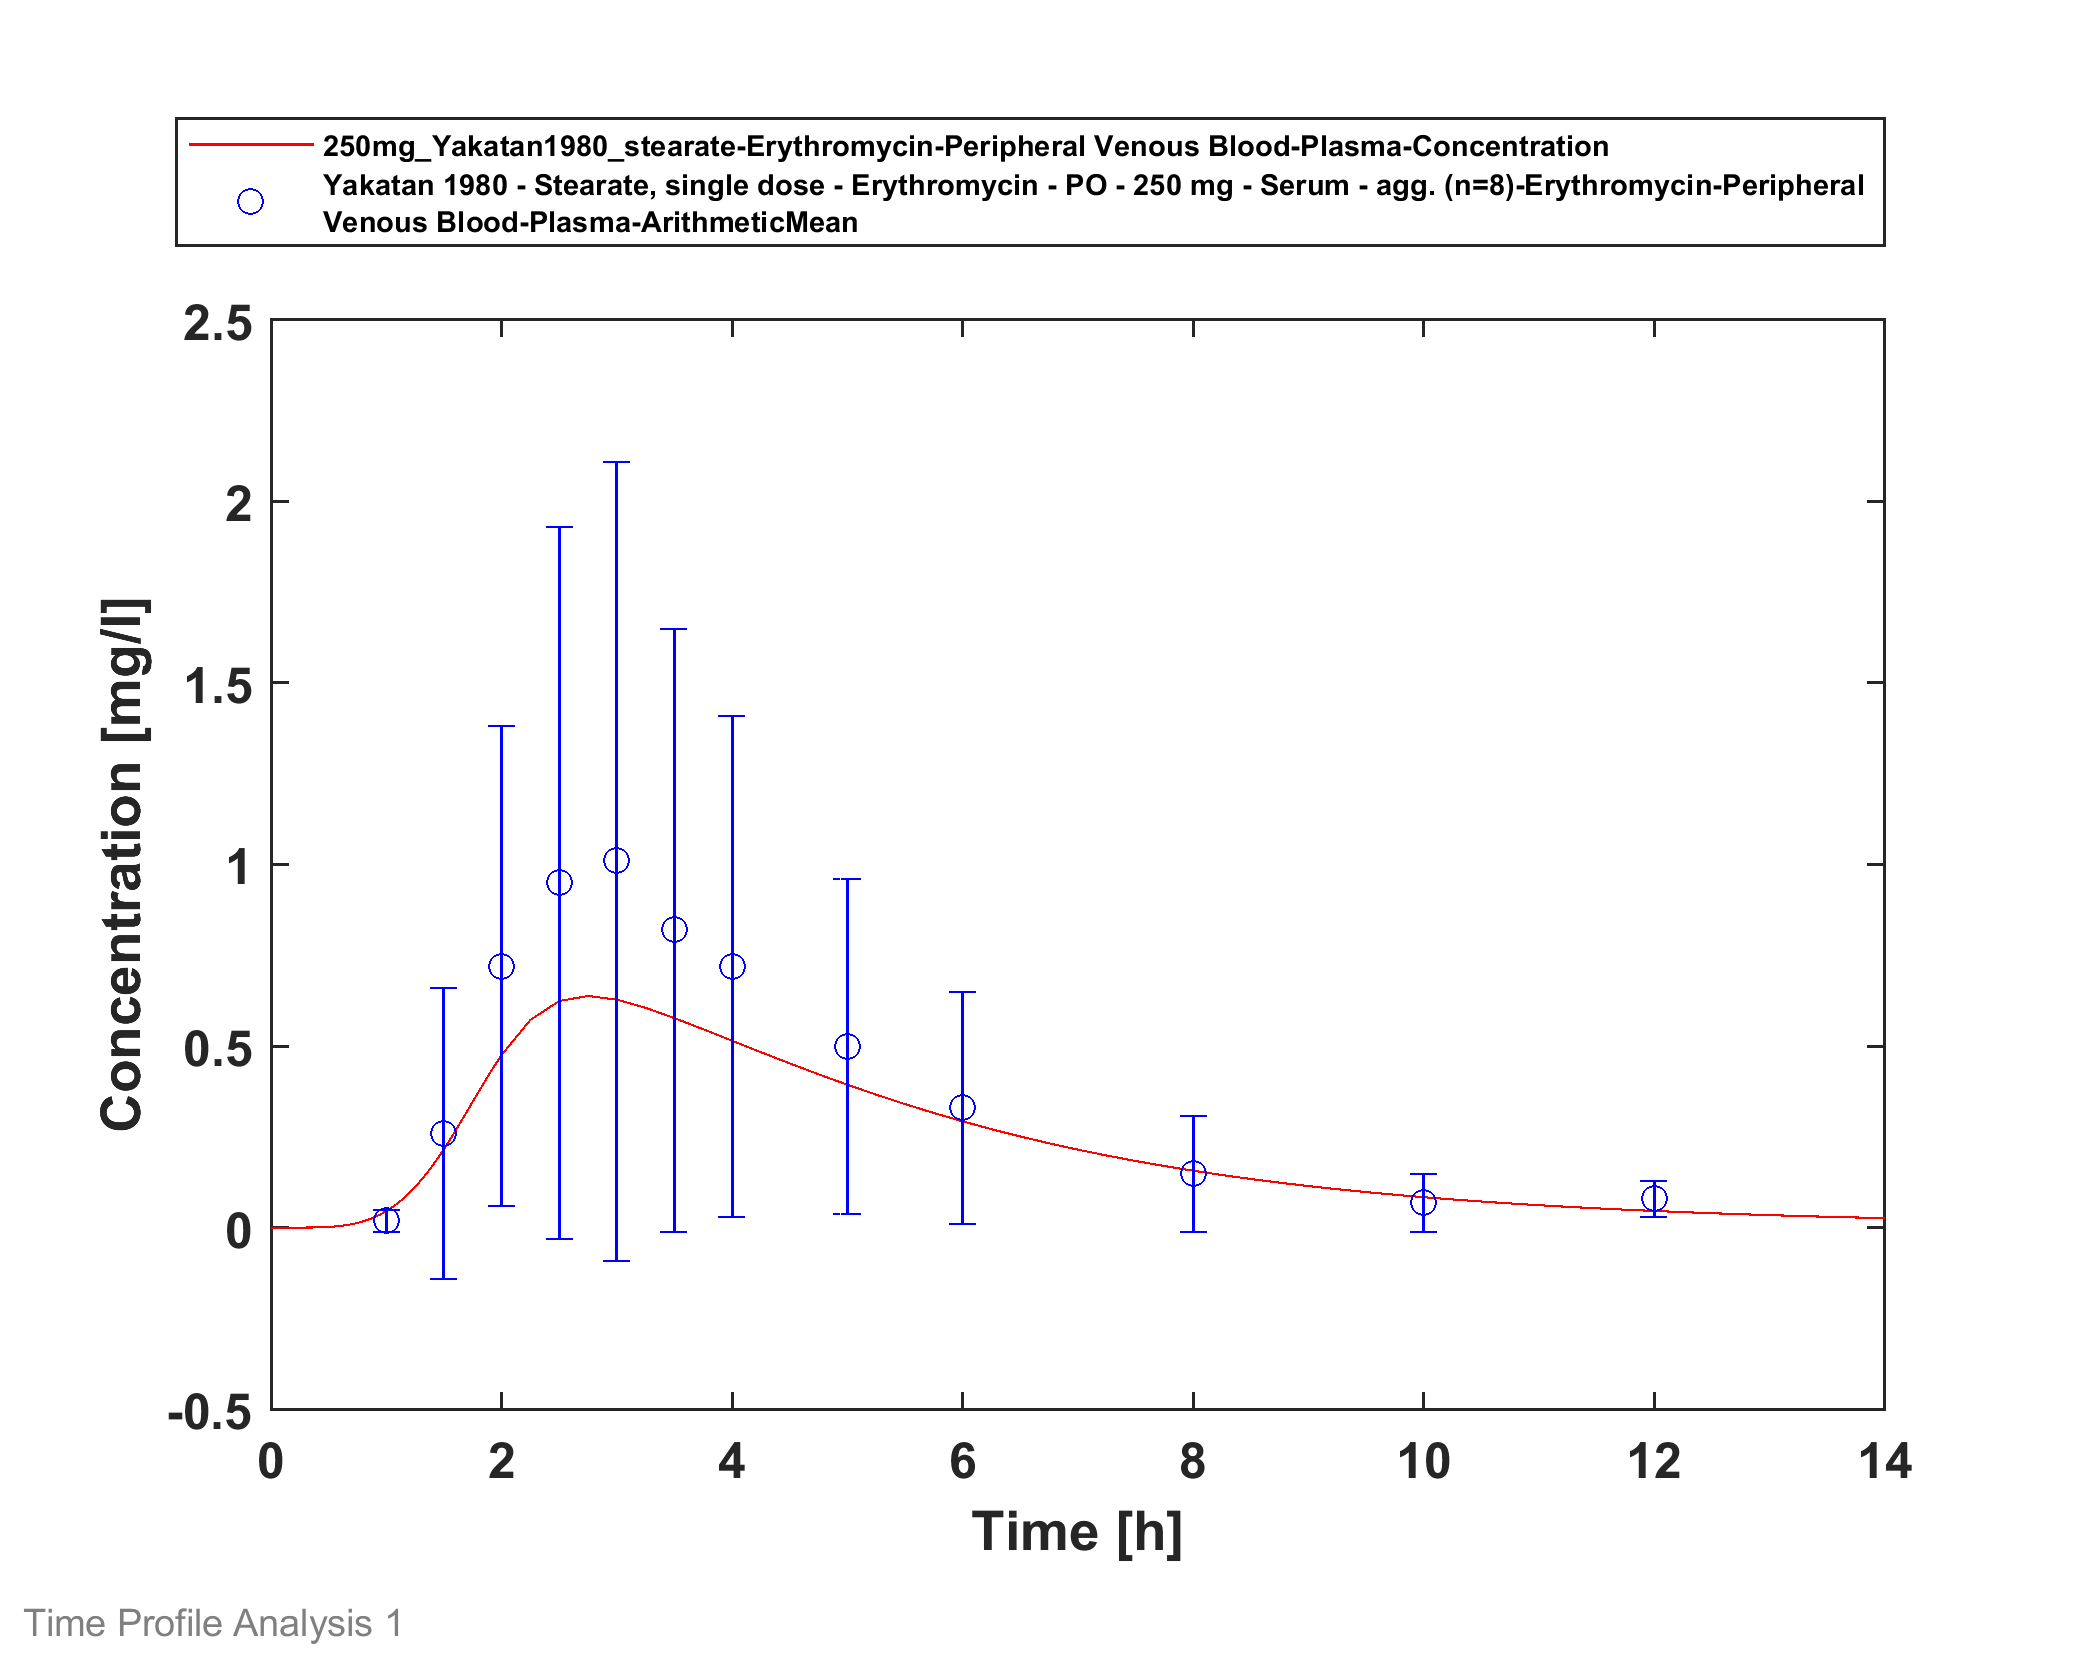 250mg_Yakatan1980_stearate-Erythromycin-Peripheral Venous Blood-Plasma-Concentration
Yakatan 1980 - Stearate, single dose - Erythromycin - PO - 250 mg - Serum - agg. (n=8)-Erythromycin-Peripheral
Venous Blood-Plasma-ArithmeticMean
2.5
2
1.5
1
0.5
0
-0.5
Concentration [mg/l]
0 2 4 6 8 10 12 14
Time [h]
Time Profile Analysis 1